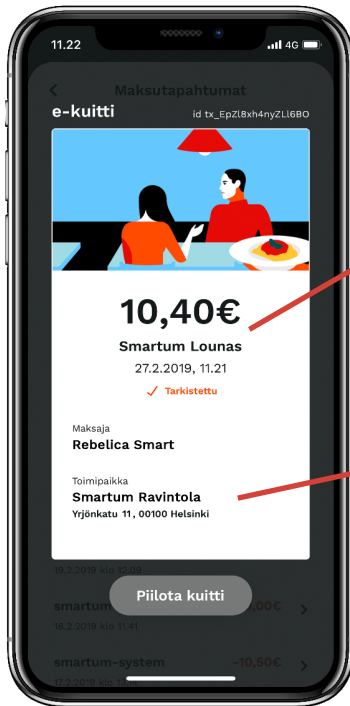 11.22
4G
Maksutapahtumat
e-kuitti
id tx_EpZl8xh4nyZLl6BO
10,40€
Smartum Lounas
27.2.2019, 11.21
Tarkistettu
Maksaja
Rebelica Smart
Toimipaikka
Smartum Ravintola
Yrjönkatu 11, 00100 Helsinki
19.2.2019 klo 12.09
Piilota kuitti
smartum
,00€
18.2.2019 klo 11.41
smartum-system
-10,50€
17.2.2019 klo